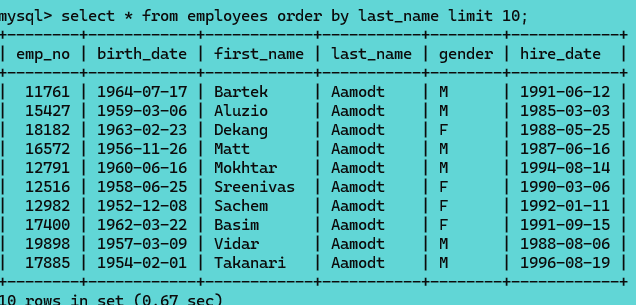 mysql> select * from employees order by last_name limit 10;
+--------+------------+------------+-----------+--------+------------+
| emp_no | birth_date | first_name | last_name | gender | hire_date  |
+--------+------------+------------+-----------+--------+------------+
|  11761 | 1964-07-17 | Bartek     | Aamodt    | M      | 1991-06-12 |
|  15427 | 1959-03-06 | Aluzio     | Aamodt    | M      | 1985-03-03 |
|  18182 | 1963-02-23 | Dekang     | Aamodt    | F      | 1988-05-25 |
|  16572 | 1956-11-26 | Matt       | Aamodt    | M      | 1987-06-16 |
|  12791 | 1960-06-16 | Mokhtar    | Aamodt    | M      | 1994-08-14 |
|  12516 | 1958-06-25 | Sreenivas  | Aamodt    | F      | 1990-03-06 |
|  12982 | 1952-12-08 | Sachem     | Aamodt    | F      | 1992-01-11 |
|  17400 | 1962-03-22 | Basim      | Aamodt    | F      | 1991-09-15 |
|  19898 | 1957-03-09 | Vidar      | Aamodt    | M      | 1988-08-06 |
|  17885 | 1954-02-01 | Takanari   | Aamodt    | M      | 1996-08-19 |
+--------+------------+------------+-----------+--------+------------+
10 rows in set (0.67 sec)